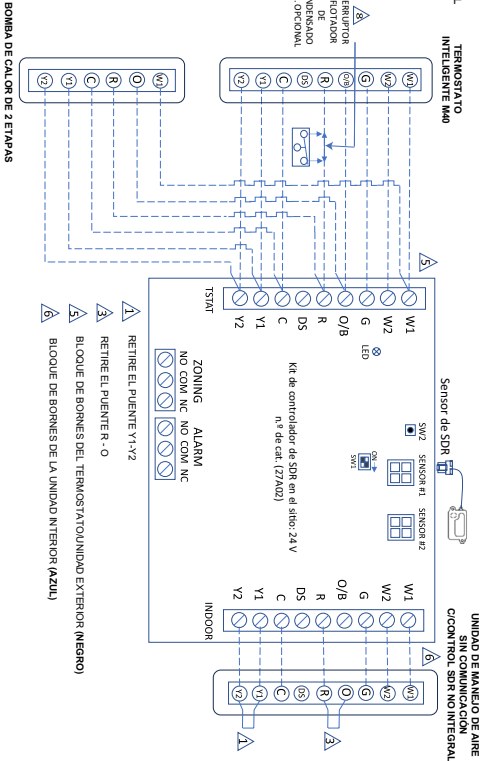 L
TERMOSTATO
INTELIGENTE M40
8
ERRUPTOR
FLOTADOR
DE
NDENSADO
. OPCIONAL
Y2
Y1
C
DS
R
O/B
G
W2
W1
BOMBA DE CALOR DE 2 ETAPAS
Y2
Y1
C
R
O
W1
5
TSTAT
Y2
Y1
C
DS
R
O/B
G
W2
W1
LED
Sensor de SDR
SW2
SENSOR #1
SENSOR #2
ON
SW1
Kit de controlador de SDR en el sitio: 24 V
n.º de cat. (27A02)
ZONING
NO COM NC
ALARM
NO COM NC
INDOOR
Y2
Y1
C
DS
R
O/B
G
W2
W1
6
UNIDAD DE MANEJO DE AIRE
SIN COMUNICACIÓN
C/CONTROL SDR NO INTEGRAL
Y2
Y1
C
DS
R
O
G
W2
W1
1
3
1 RETIRE EL PUENTE Y1-Y2
3 RETIRE EL PUENTE R - O
5 BLOQUE DE BORNES DEL TERMOSTATO/UNIDAD EXTERIOR (NEGRO)
6 BLOQUE DE BORNES DE LA UNIDAD INTERIOR (AZUL)